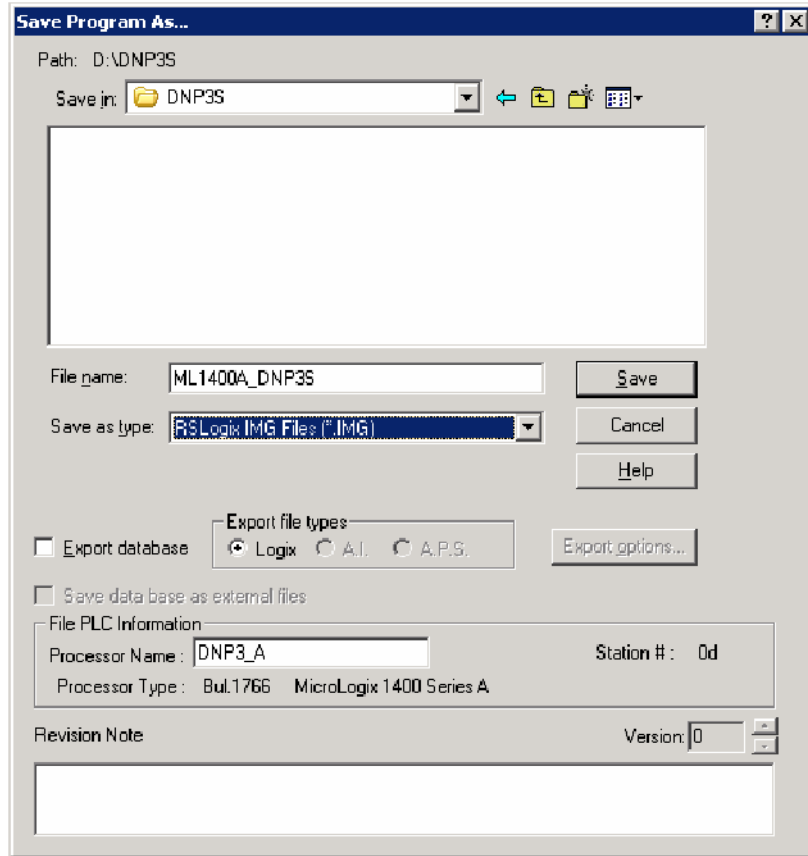 Save Program As...
Path: D:\DNP3S
Save in: DNP3S
File name: ML1400A_DNP3S
Save
Save as type: RSLogix IMG Files (*.IMG)
Cancel
Help
Export file types
Export database
Logix A.I. A.P.S.
Export options...
Save data base as external files
File PLC Information
Processor Name : DNP3_A
Station # : 0d
Processor Type : Bul.1766 MicroLogix 1400 Series A
Revision Note
Version: 0